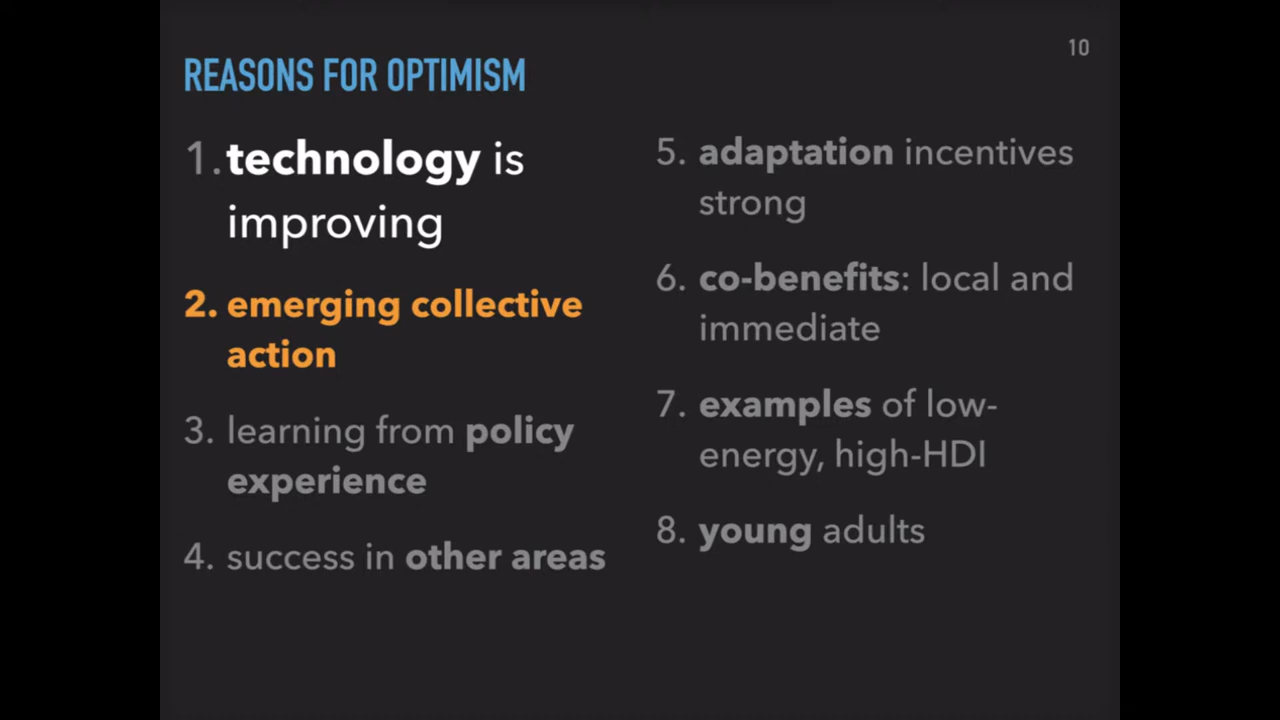 10
REASONS FOR OPTIMISM
1. technology is
improving
2. emerging collective
action
3. learning from policy
experience
4. success in other areas
5. adaptation incentives
strong
6. co-benefits: local and
immediate
7. examples of low-
energy, high-HDI
8. young adults